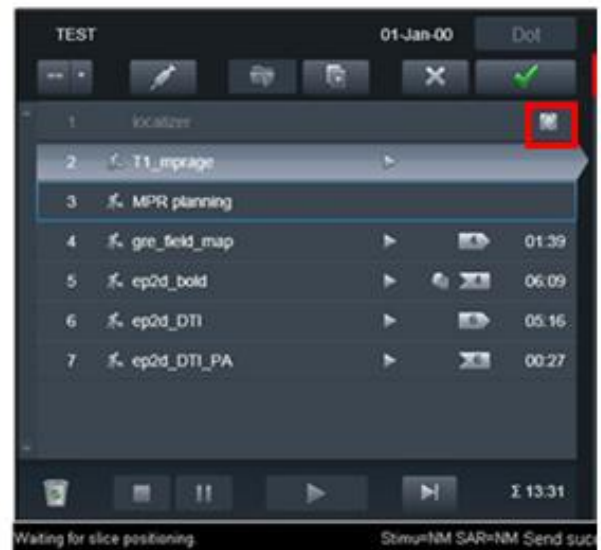 TEST 01-Jan-00 Dot
1 localizer
2 T1_mprage
3 MPR planning
4 gre_field_map 01:39
5 ep2d_bold 06:09
6 ep2d_DTI 05:16
7 ep2d_DTI_PA 00:27
Σ 13:31
Waiting for slice positioning. Stimu=NM SAR=NM Send succ